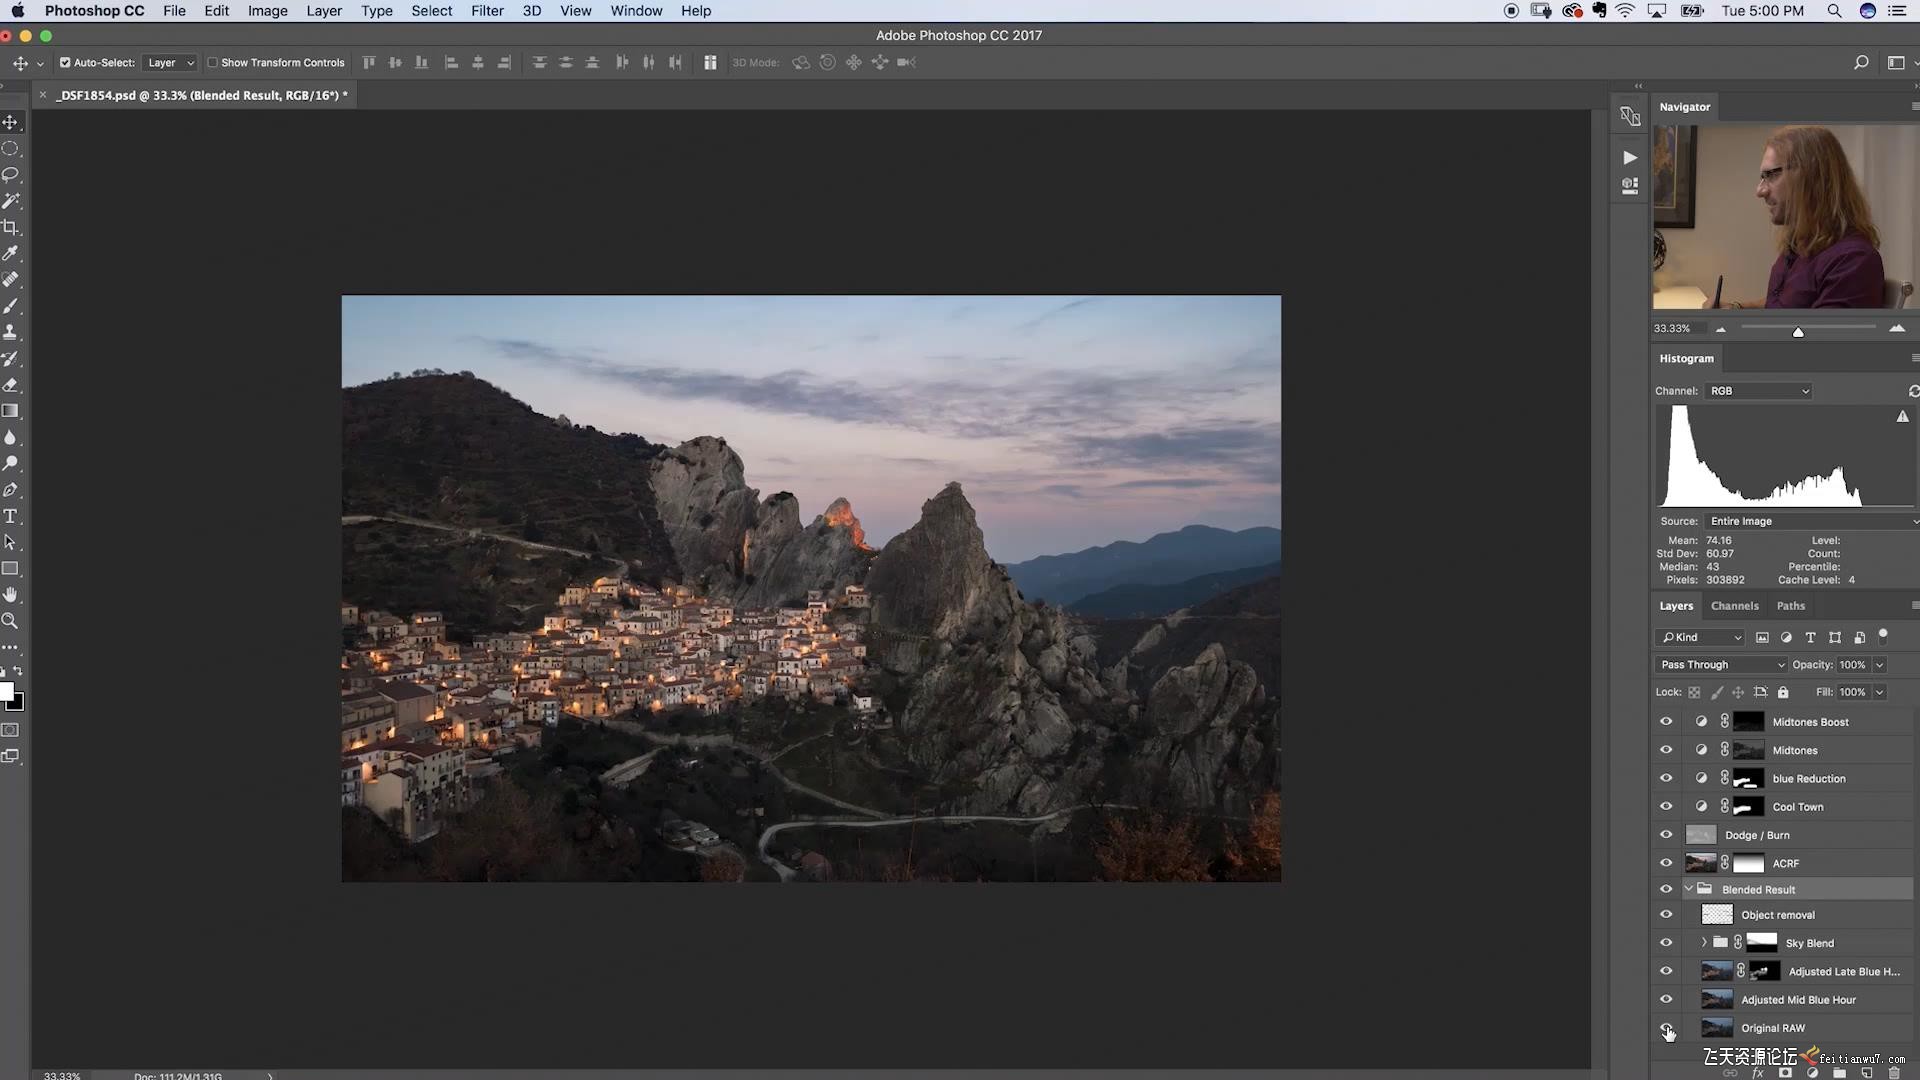 Photoshop CC File Edit Image Layer Type Select Filter 3D View Window Help Tue 5:00 PM
Adobe Photoshop CC 2017
Auto-Select: Layer Show Transform Controls 3D Mode:
_DSF1854.psd @ 33.3% (Blended Result, RGB/16*) *
Navigator
33.33%
Histogram
Channel: RGB
Source: Entire Image
Mean: 74.16 Level:
Std Dev: 60.97 Count:
Median: 43 Percentile:
Pixels: 303892 Cache Level: 4
Layers Channels Paths
Kind
Pass Through Opacity: 100%
Lock: Fill: 100%
Midtones Boost
Midtones
blue Reduction
Cool Town
Dodge / Burn
ACRF
Blended Result
Object removal
Sky Blend
Adjusted Late Blue H...
Adjusted Mid Blue Hour
Original RAW
飞天资源论坛 feitianwu7.com
33.33% Doc: 111.2M/1.31G